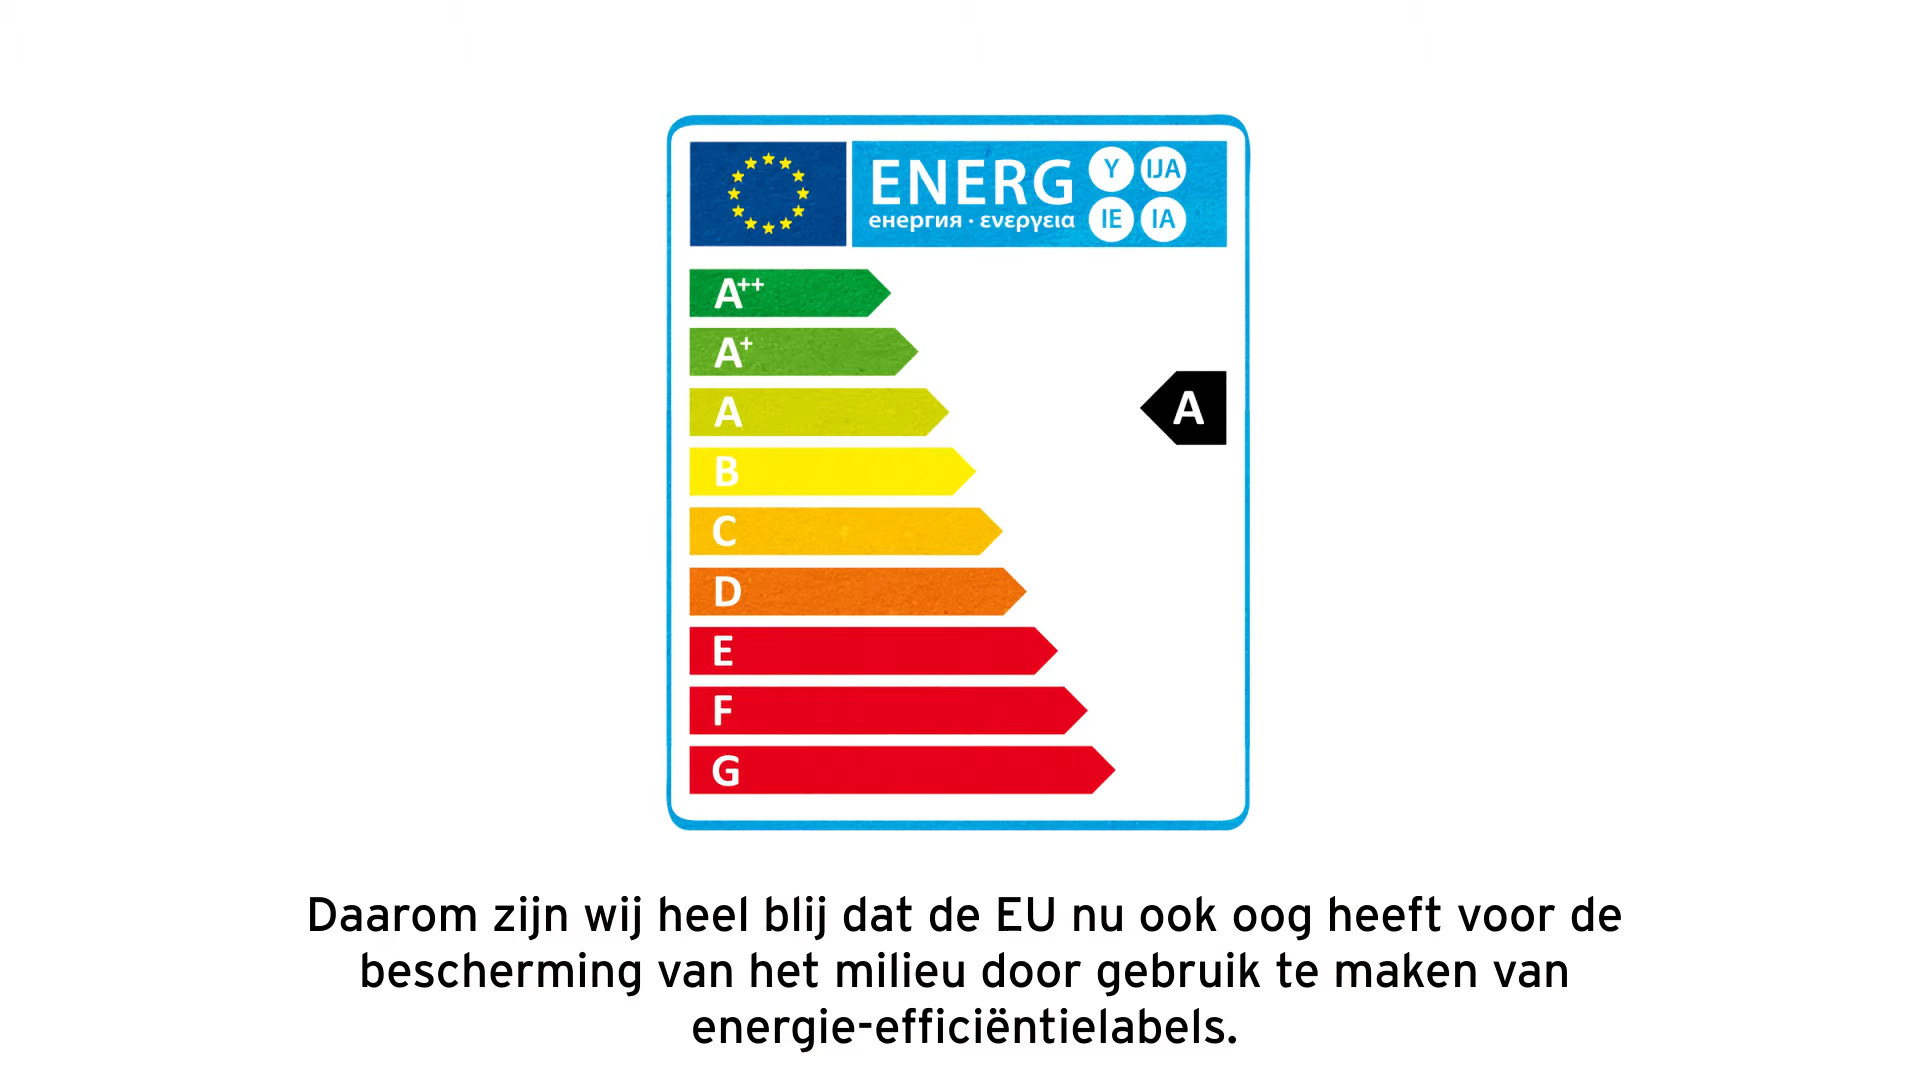 ENERG Y IJA
енергия · ενεργεια IE IA
A++
A+
A
A
B
C
D
E
F
G
Daarom zijn wij heel blij dat de EU nu ook oog heeft voor de
bescherming van het milieu door gebruik te maken van
energie-efficiëntielabels.